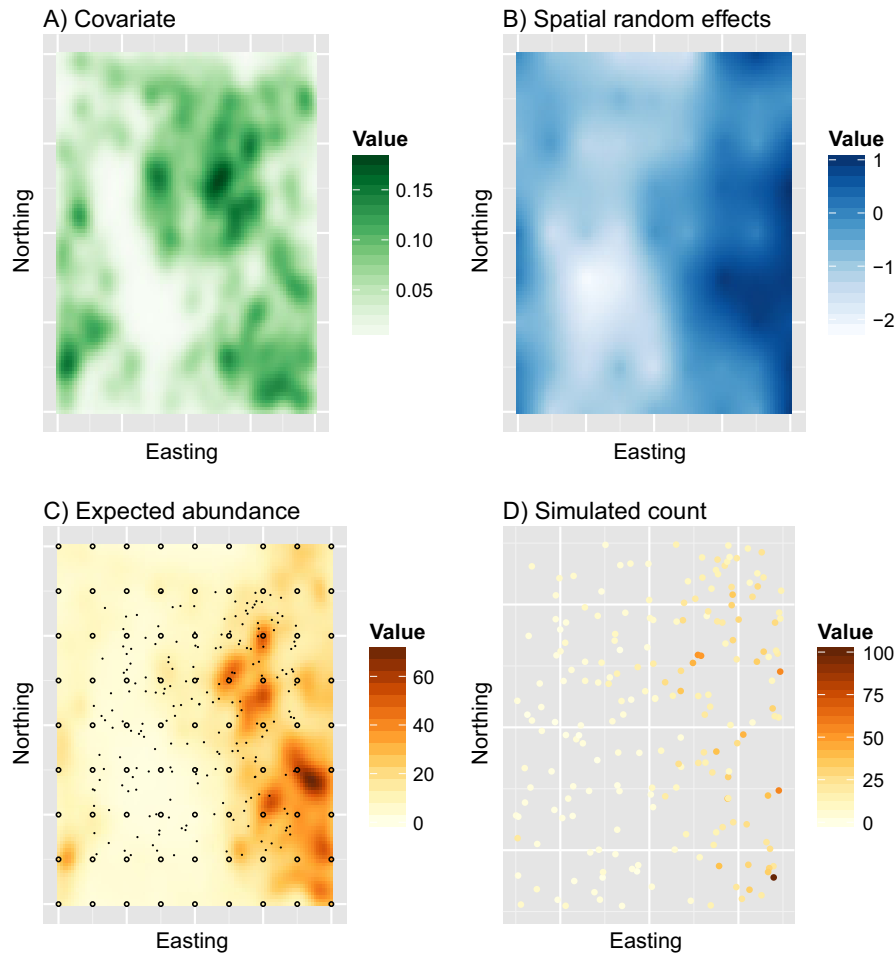 A) Covariate
Northing
Easting
Value
0.15
0.10
0.05
B) Spatial random effects
Northing
Easting
Value
1
0
−1
−2
C) Expected abundance
Northing
Easting
Value
60
40
20
0
D) Simulated count
Northing
Easting
Value
100
75
50
25
0